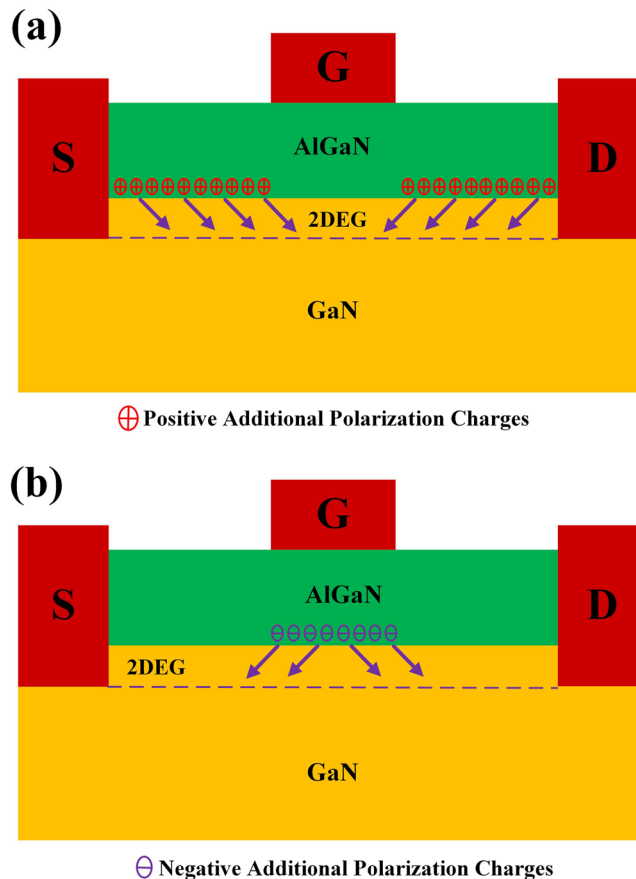 (a)
G
S
AlGaN
D
⊕⊕⊕⊕⊕⊕⊕⊕⊕⊕ ⊕⊕⊕⊕⊕⊕⊕⊕⊕⊕
2DEG
GaN
⊕ Positive Additional Polarization Charges
(b)
G
S
AlGaN
D
⊖⊖⊖⊖⊖⊖⊖⊖
2DEG
GaN
⊖ Negative Additional Polarization Charges